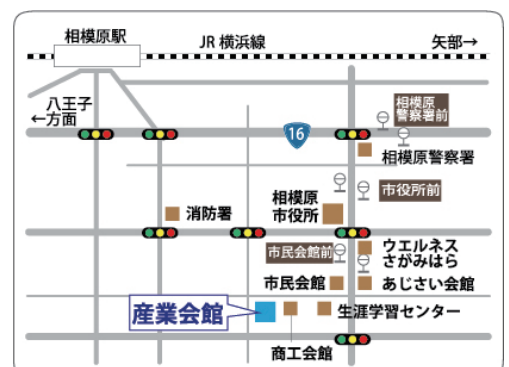 相模原駅
JR 横浜線
矢部→
八王子
←方面
相模原
警察署前
16
相模原警察署
市役所前
相模原
市役所
消防署
市民会館前
ウエルネス
さがみはら
市民会館
あじさい会館
産業会館
生涯学習センター
商工会館